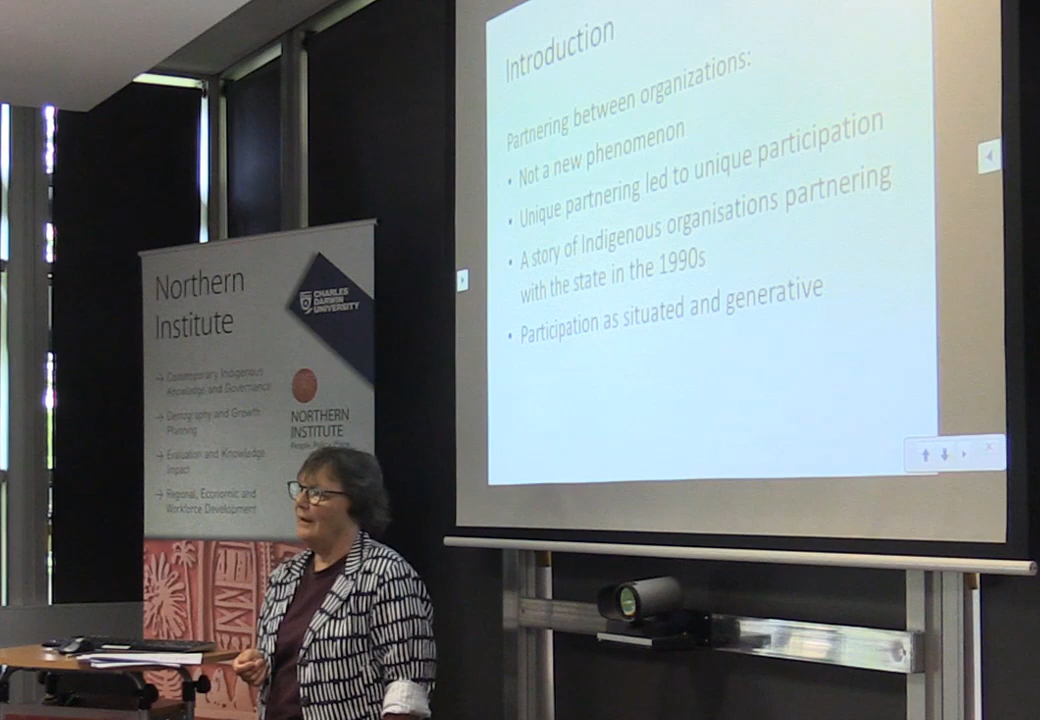 Introduction
Partnering between organizations:
• Not a new phenomenon
• Unique partnering led to unique participation
• A story of Indigenous organisations partnering
with the state in the 1990s
• Participation as situated and generative
Northern
Institute
CHARLES
DARWIN
UNIVERSITY
→ Contemporary Indigenous
Knowledge and Governance
→ Demography and Growth
Planning
→ Evaluation and Knowledge
Impact
→ Regional, Economic and
Workforce Development
NORTHERN
INSTITUTE
People. Policy. Place.